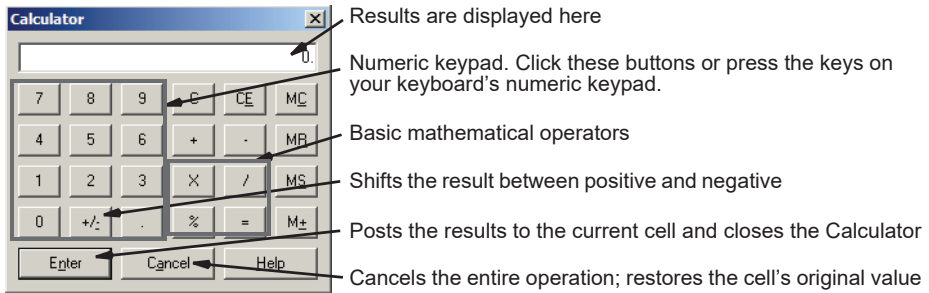 Calculator
Results are displayed here
0.
Numeric keypad. Click these buttons or press the keys on
your keyboard’s numeric keypad.
7 8 9 C CE MC
4 5 6 + - MR
Basic mathematical operators
1 2 3 X / MS
Shifts the result between positive and negative
0 +/- . % = M+
Posts the results to the current cell and closes the Calculator
Enter Cancel Help
Cancels the entire operation; restores the cell’s original value